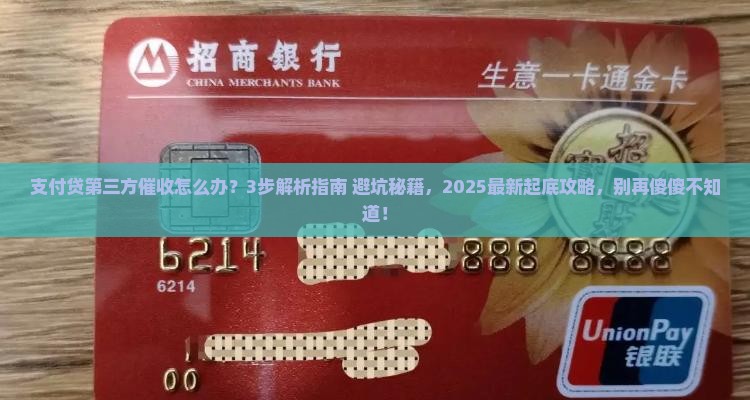 招商銀行
CHINA MERCHANTS BANK
生意一卡通金卡
支付贷第三方催收怎么办？3步解析指南 避坑秘籍，2025最新起底攻略，别再傻傻不知
道！
6214 888 8888
6214
00
UnionPay
银联